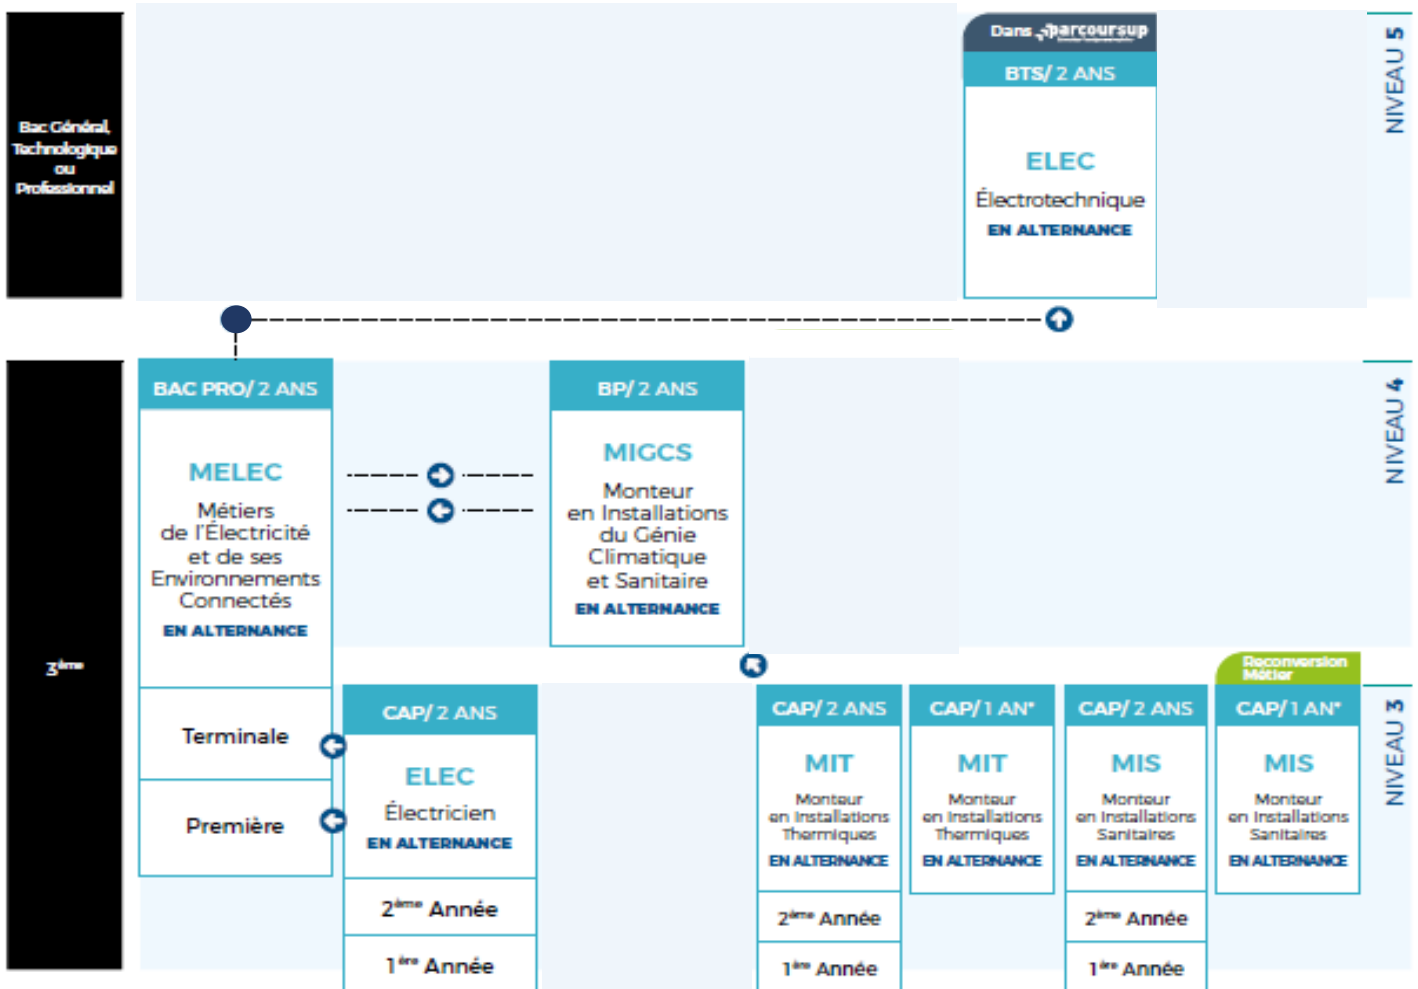 Bac Général,
Technologique
ou
Professionnel
Dans parcoursup
BTS/ 2 ANS
ELEC
Électrotechnique
EN ALTERNANCE
NIVEAU 5
3ème
BAC PRO/ 2 ANS
MELEC
Métiers
de l'Électricité
et de ses
Environnements
Connectés
EN ALTERNANCE
Terminale
Première
BP/ 2 ANS
MIGCS
Monteur
en Installations
du Génie
Climatique
et Sanitaire
EN ALTERNANCE
NIVEAU 4
CAP/ 2 ANS
ELEC
Électricien
EN ALTERNANCE
2ème Année
1ère Année
CAP/ 2 ANS
MIT
Monteur
en Installations
Thermiques
EN ALTERNANCE
2ème Année
1ère Année
CAP/ 1 AN*
MIT
Monteur
en Installations
Thermiques
EN ALTERNANCE
CAP/ 2 ANS
MIS
Monteur
en Installations
Sanitaires
EN ALTERNANCE
2ème Année
1ère Année
Reconversion
Métier
CAP/ 1 AN*
MIS
Monteur
en Installations
Sanitaires
EN ALTERNANCE
NIVEAU 3